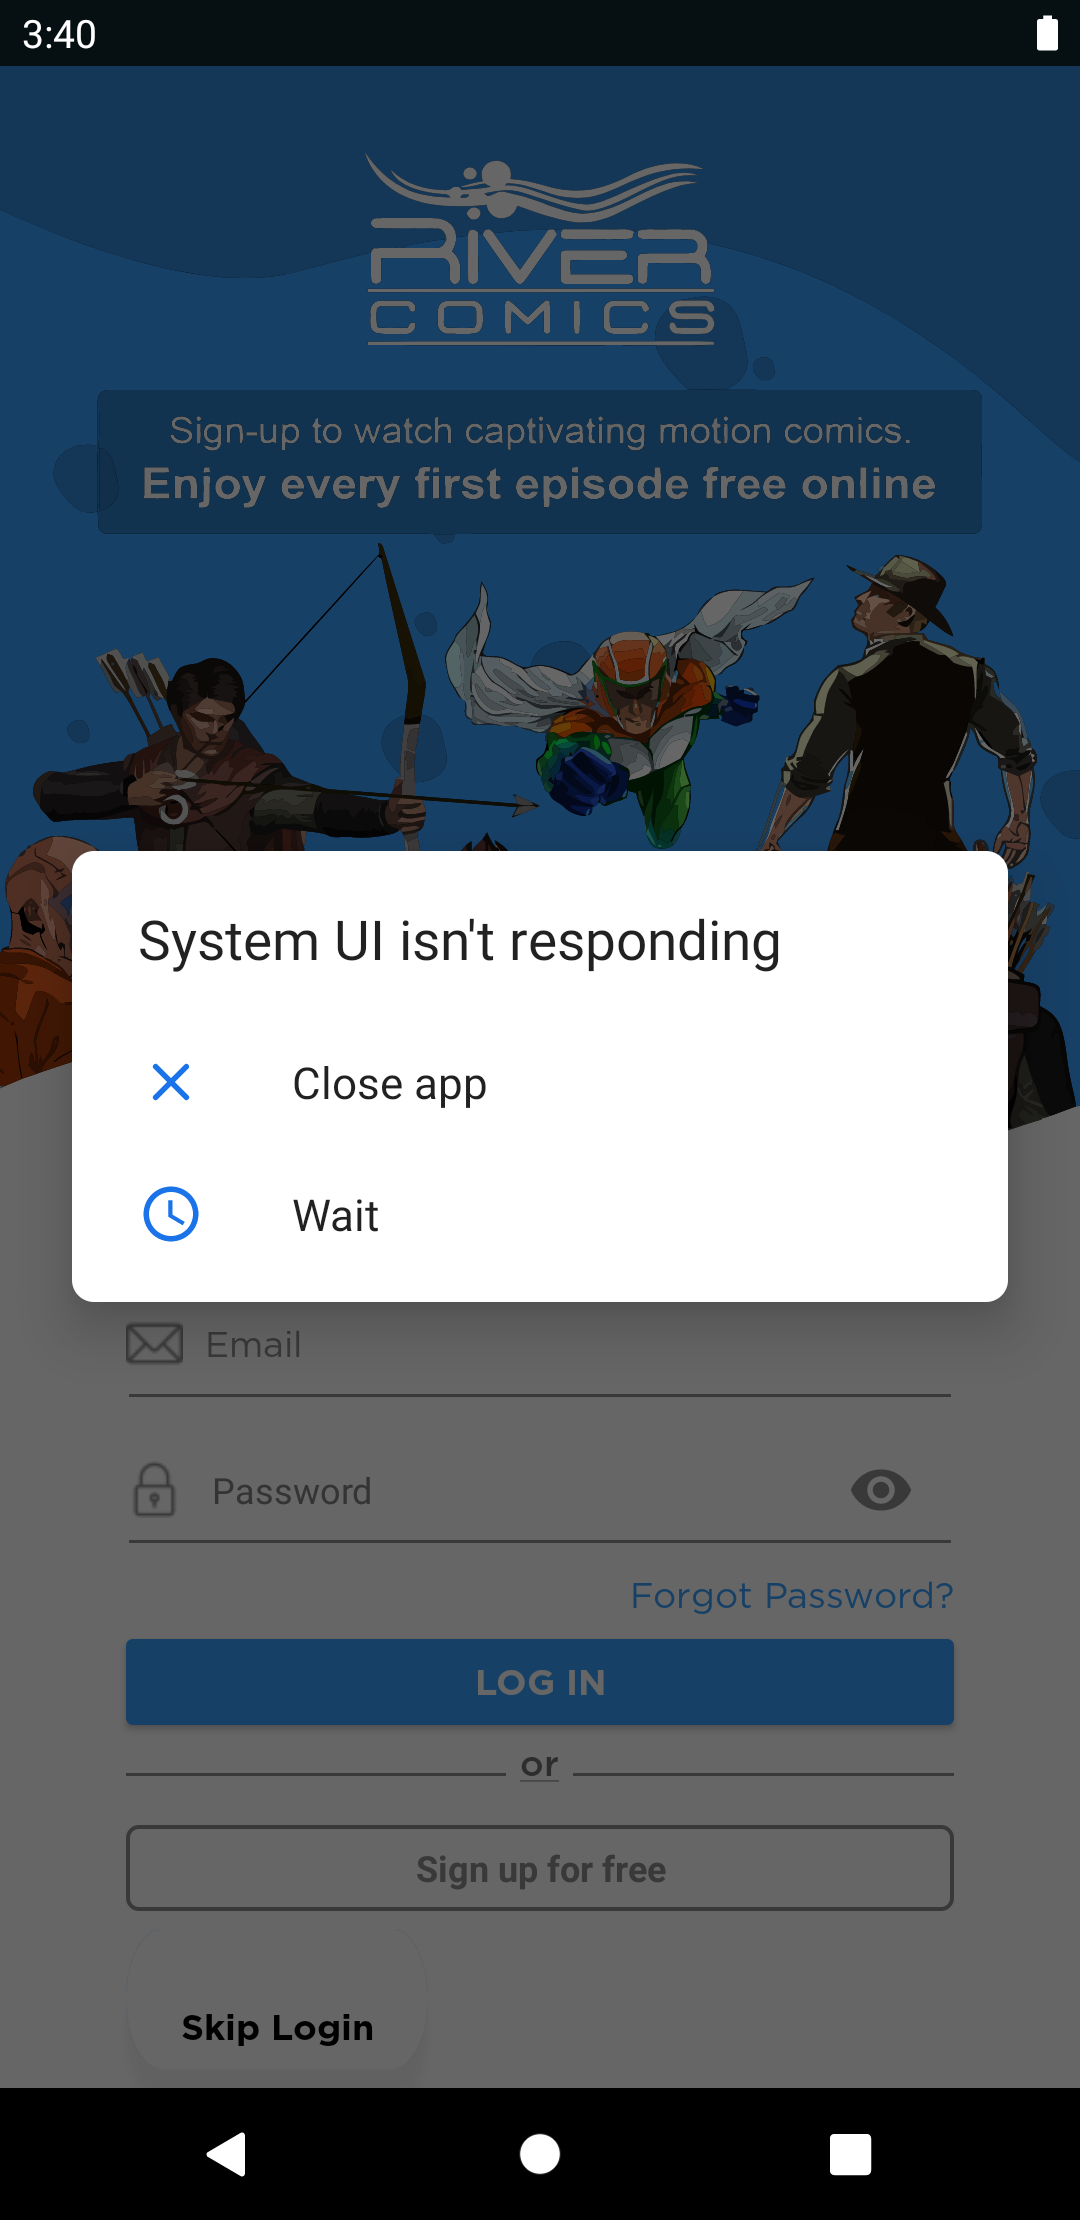 3:40
RiVER
COMICS
Sign-up to watch captivating motion comics.
Enjoy every first episode free online
System UI isn't responding
Close app
Wait
Email
Password
Forgot Password?
LOG IN
or
Sign up for free
Skip Login